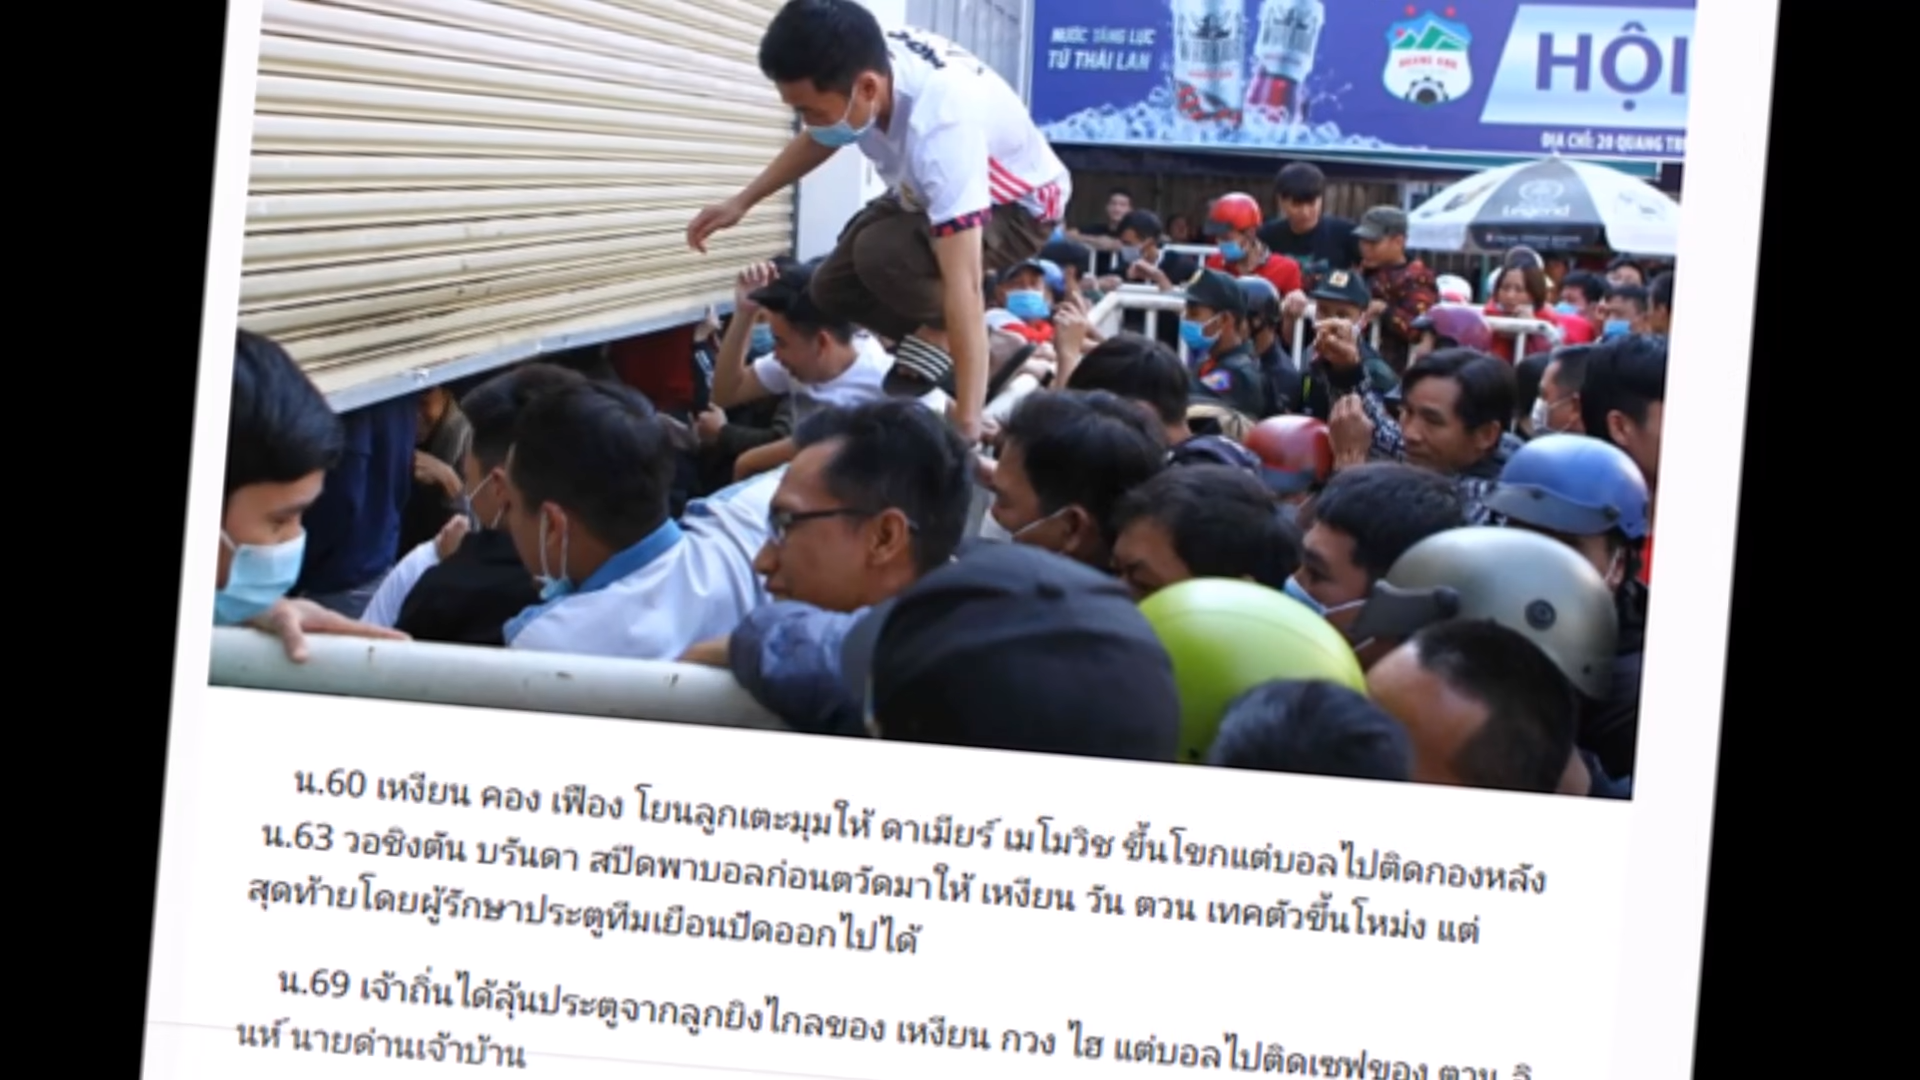 NƯỚC TĂNG LỰC
TỪ THÁI LAN
HỘI
ĐỊA CHỈ: 20 QUANG TR
Legend
น.60 เหงียน คอง เฟือง โยนลูกเตะมุมให้ ดาเมียร์ เมโมวิช ขึ้นโขกแต่บอลไปติดกองหลัง
น.63 วอชิงตัน บรันดา สปีดพาบอลก่อนตวัดมาให้ เหงียน วัน ตวน เทคตัวขึ้นโหม่ง แต่
สุดท้ายโดยผู้รักษาประตูทีมเยือนปัดออกไปได้
น.69 เจ้าถิ่นได้ลุ้นประตูจากลูกยิงไกลของ เหงียน กวง ไฮ แต่บอลไปติดเซฟของ ตวน
นห์ นายด่านเจ้าบ้าน